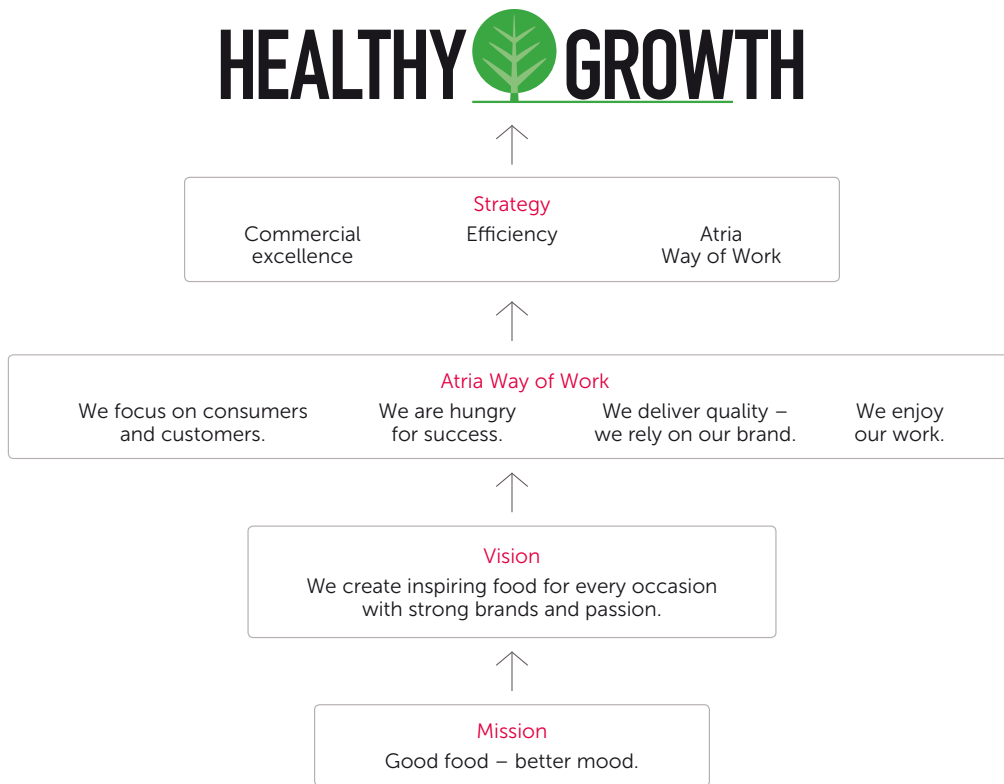 HEALTHY GROWTH
Strategy
Commercial
excellence
Efficiency
Atria
Way of Work
Atria Way of Work
We focus on consumers
and customers.
We are hungry
for success.
We deliver quality –
we rely on our brand.
We enjoy
our work.
Vision
We create inspiring food for every occasion
with strong brands and passion.
Mission
Good food – better mood.